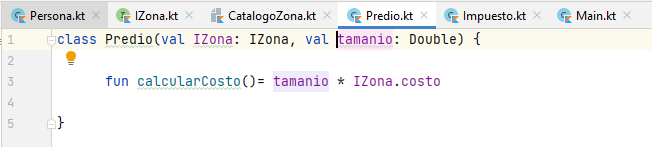 Persona.kt IZona.kt CatalogoZona.kt Predio.kt Impuesto.kt Main.kt
1 class Predio(val IZona: IZona, val tamanio: Double) {
2
3 fun calcularCosto()= tamanio * IZona.costo
4
5 }